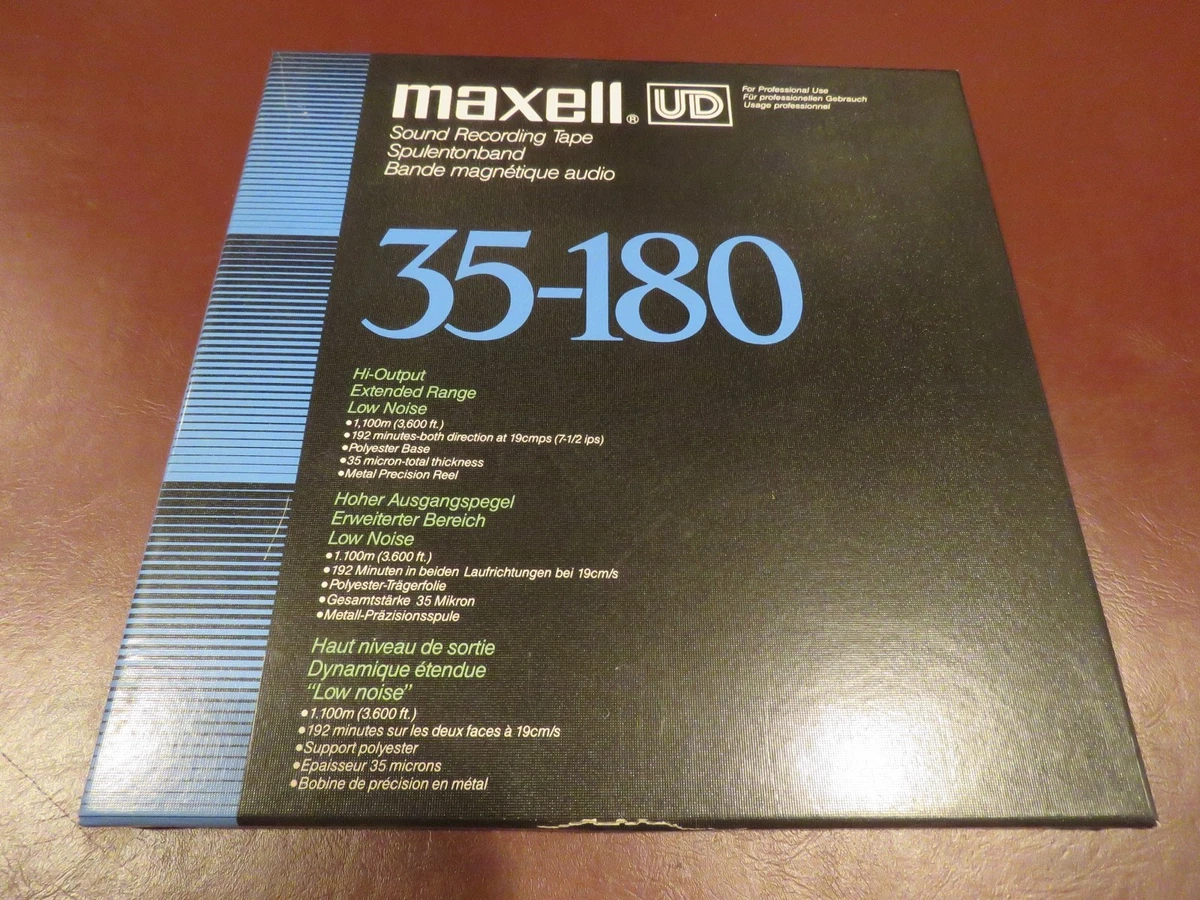 maxell® UD
For Professional Use
Für professionellen Gebrauch
Usage professionnel
Sound Recording Tape
Spulentonband
Bande magnétique audio
35-180
Hi-Output
Extended Range
Low Noise
•1,100m (3,600 ft.)
•192 minutes-both direction at 19cmps (7-1/2 ips)
•Polyester Base
•35 micron-total thickness
•Metal Precision Reel
Hoher Ausgangspegel
Erweiterter Bereich
Low Noise
•1.100m (3.600 ft.)
•192 Minuten in beiden Laufrichtungen bei 19cm/s
•Polyester-Trägerfolie
•Gesamtstärke 35 Mikron
•Metall-Präzisionsspule
Haut niveau de sortie
Dynamique étendue
"Low noise"
•1.100m (3.600 ft.)
•192 minutes sur les deux faces à 19cm/s
•Support polyester
•Epaisseur 35 microns
•Bobine de précision en métal